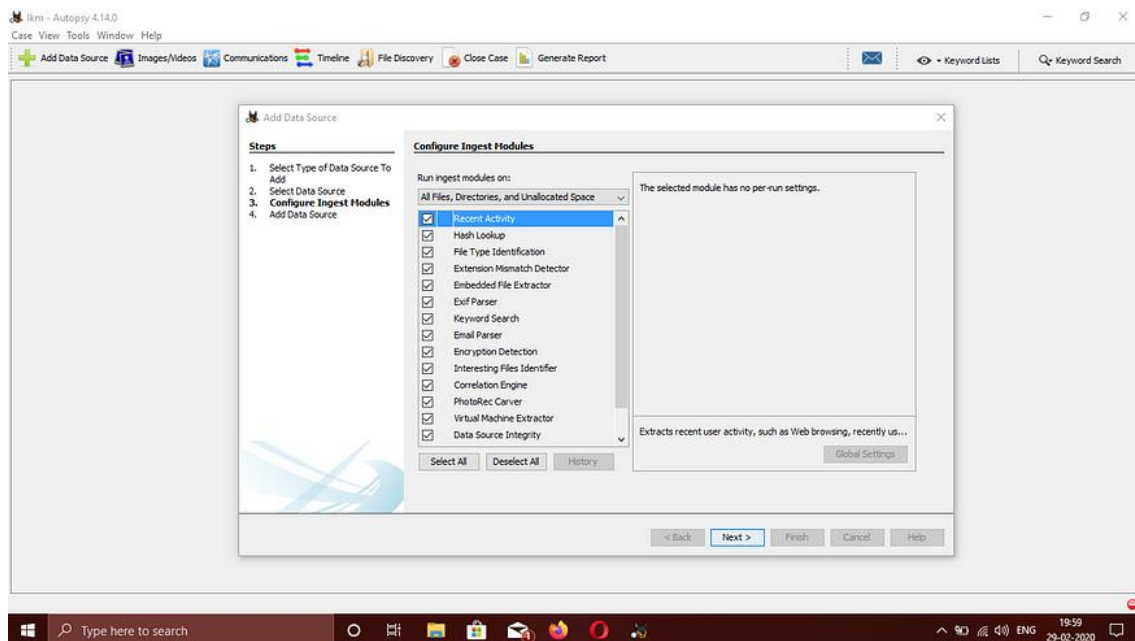 lkm - Autopsy 4.14.0
Case View Tools Window Help
Add Data Source Images/Videos Communications Timeline File Discovery Close Case Generate Report Keyword Lists Keyword Search
Add Data Source
Steps
1. Select Type of Data Source To
Add
2. Select Data Source
3. Configure Ingest Modules
4. Add Data Source
Configure Ingest Modules
Run ingest modules on:
All Files, Directories, and Unallocated Space
Recent Activity
Hash Lookup
File Type Identification
Extension Mismatch Detector
Embedded File Extractor
Exif Parser
Keyword Search
Email Parser
Encryption Detection
Interesting Files Identifier
Correlation Engine
PhotoRec Carver
Virtual Machine Extractor
Data Source Integrity
Select All Deselect All History
The selected module has no per-run settings.
Extracts recent user activity, such as Web browsing, recently us...
Global Settings
< Back Next > Finish Cancel Help
Type here to search
ENG
19:59
29-02-2020